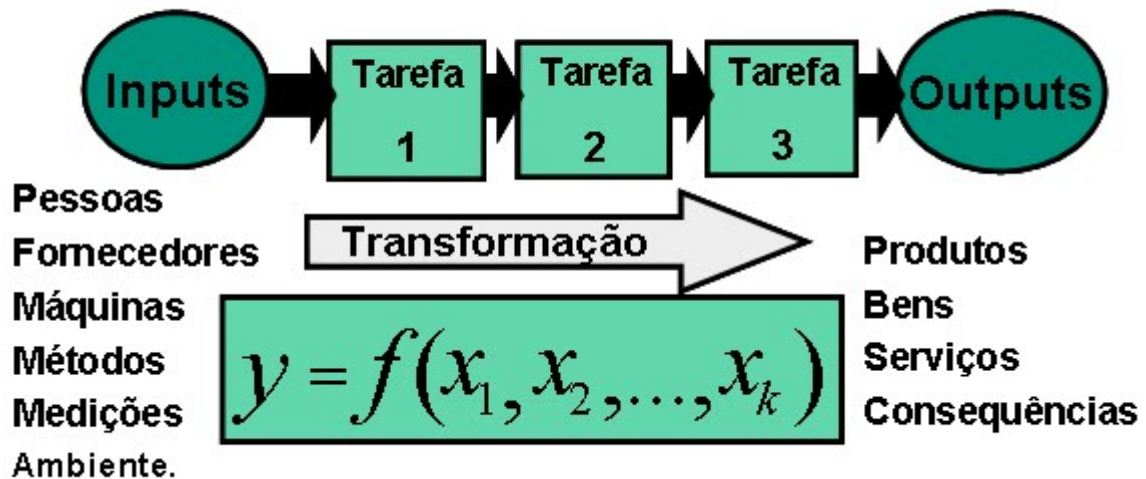 Inputs
Tarefa
1
Tarefa
2
Tarefa
3
Outputs
Pessoas
Fornecedores
Máquinas
Métodos
Medições
Ambiente.
Transformação
y = f(x₁, x₂,..., xₖ)
Produtos
Bens
Serviços
Consequências